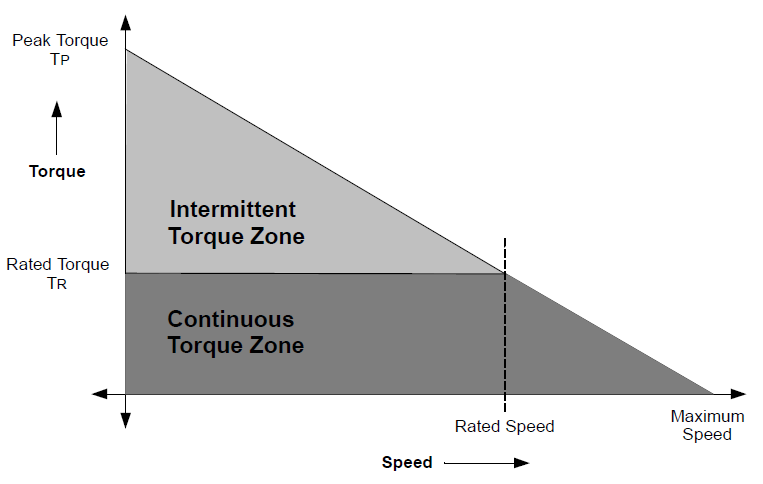 Peak Torque
TP
Torque
Intermittent
Torque Zone
Rated Torque
TR
Continuous
Torque Zone
Rated Speed
Maximum
Speed
Speed